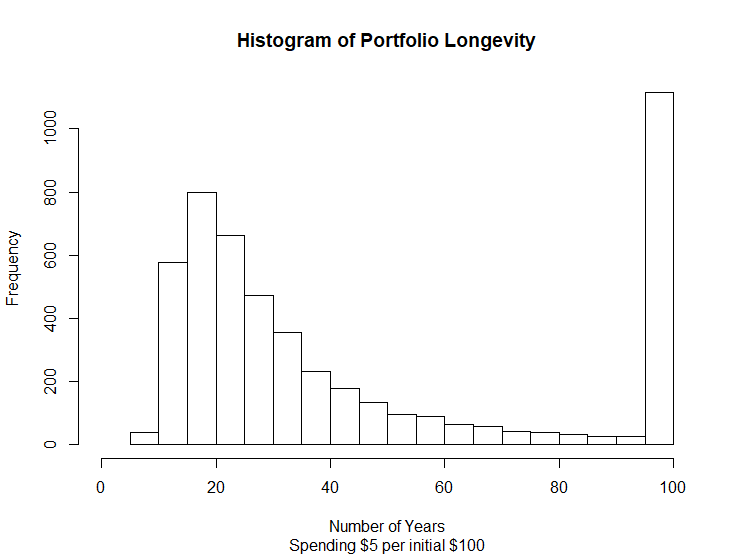 Histogram of Portfolio Longevity
1000
800
600
400
200
0
Frequency
0 20 40 60 80 100
Number of Years
Spending $5 per initial $100